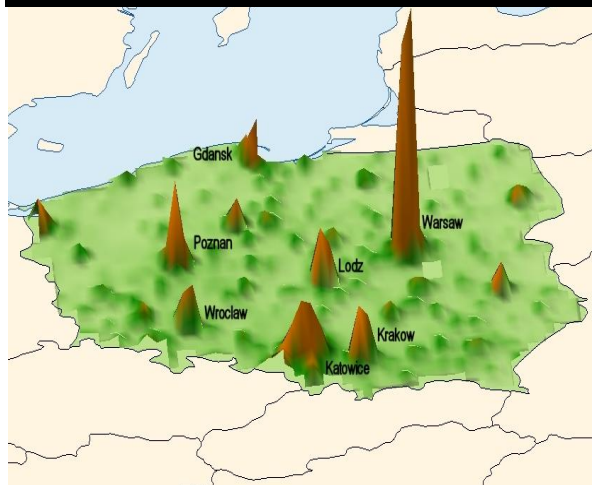 Gdansk
Warsaw
Poznan
Lodz
Wroclaw
Krakow
Katowice